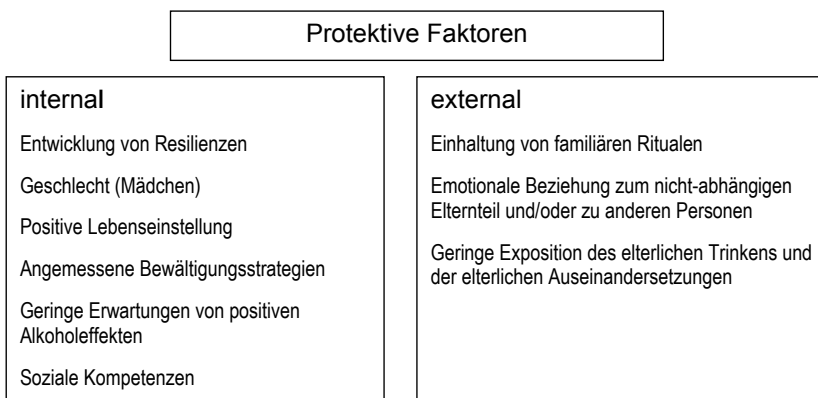 Protektive Faktoren
internal
Entwicklung von Resilienzen
Geschlecht (Mädchen)
Positive Lebenseinstellung
Angemessene Bewältigungsstrategien
Geringe Erwartungen von positiven
Alkoholeffekten
Soziale Kompetenzen
external
Einhaltung von familiären Ritualen
Emotionale Beziehung zum nicht-abhängigen
Elternteil und/oder zu anderen Personen
Geringe Exposition des elterlichen Trinkens und
der elterlichen Auseinandersetzungen